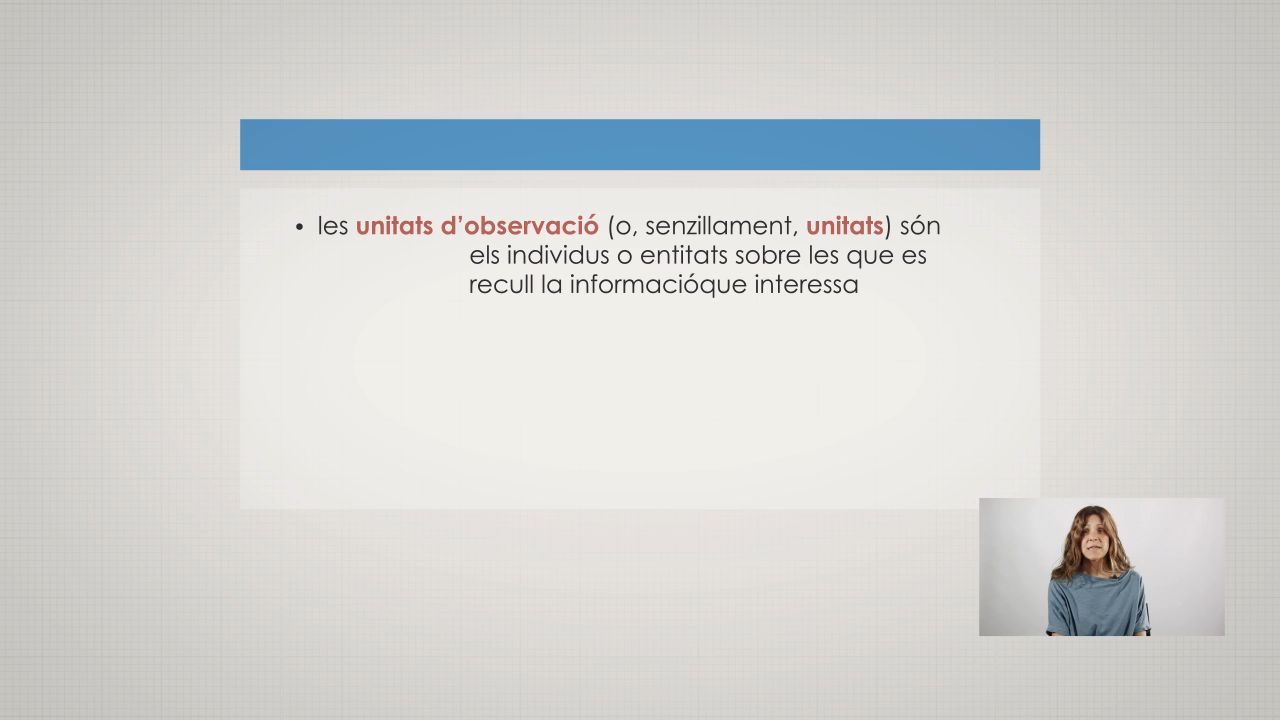 • les unitats d’observació (o, senzillament, unitats) són
els individus o entitats sobre les que es
recull la informacióque interessa